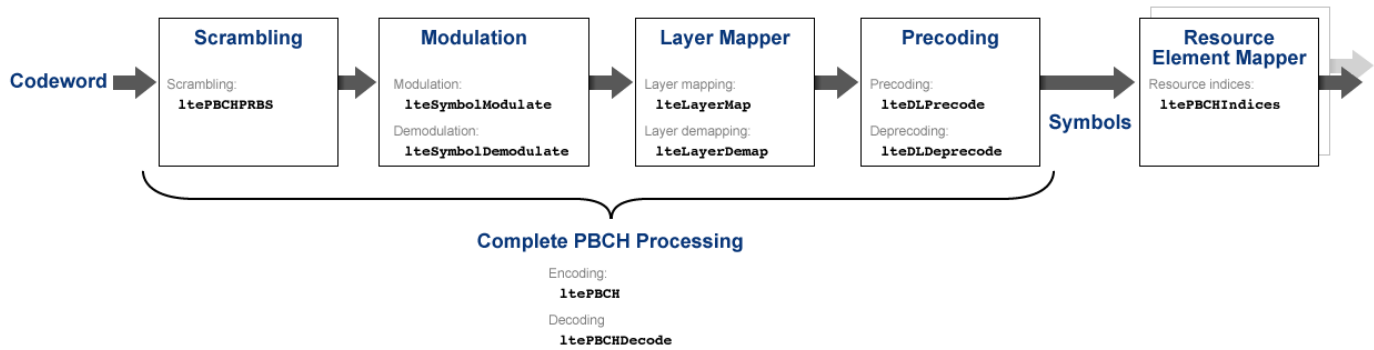 Codeword
Scrambling
Scrambling:
ltePBCHPRBS
Modulation
Modulation:
lteSymbolModulate
Demodulation:
lteSymbolDemodulate
Layer Mapper
Layer mapping:
lteLayerMap
Layer demapping:
lteLayerDemap
Precoding
Precoding:
lteDLPrecode
Deprecoding:
lteDLDeprecode
Symbols
Resource
Element Mapper
Resource indices:
ltePBCHIndices
Complete PBCH Processing
Encoding:
ltePBCH
Decoding
ltePBCHDecode